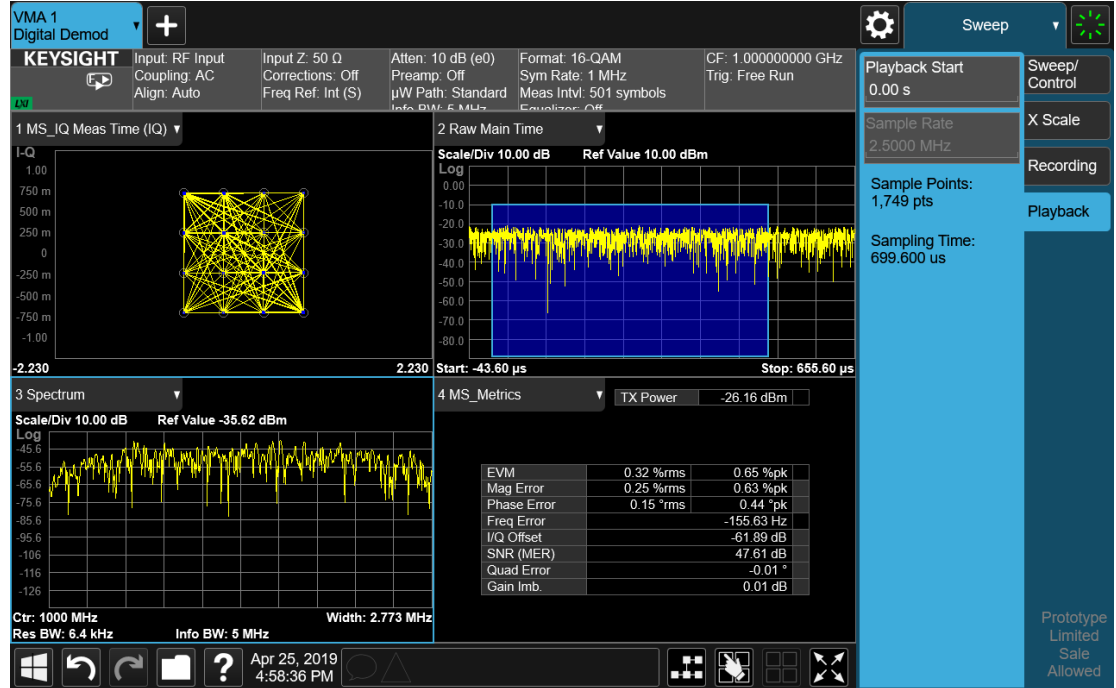 VMA 1
Digital Demod
Sweep
KEYSIGHT
LXI
Input: RF Input
Coupling: AC
Align: Auto
Input Z: 50 Ω
Corrections: Off
Freq Ref: Int (S)
Atten: 10 dB (e0)
Preamp: Off
µW Path: Standard
Info BW: 5 MHz
Format: 16-QAM
Sym Rate: 1 MHz
Meas Intvl: 501 symbols
Equalizer: Off
CF: 1.000000000 GHz
Trig: Free Run
1 MS_IQ Meas Time (IQ)
I-Q
1.00
750 m
500 m
250 m
0
-250 m
-500 m
-750 m
-1.00
-2.230
2.230
2 Raw Main Time
Scale/Div 10.00 dB Ref Value 10.00 dBm
Log
0.00
-10.0
-20.0
-30.0
-40.0
-50.0
-60.0
-70.0
-80.0
Start: -43.60 µs
Stop: 655.60 µs
3 Spectrum
Scale/Div 10.00 dB Ref Value -35.62 dBm
Log
-45.6
-55.6
-65.6
-75.6
-85.6
-95.6
-106
-116
-126
Ctr: 1000 MHz Width: 2.773 MHz
Res BW: 6.4 kHz Info BW: 5 MHz
4 MS_Metrics
TX Power -26.16 dBm
EVM 0.32 %rms 0.65 %pk
Mag Error 0.25 %rms 0.63 %pk
Phase Error 0.15 °rms 0.44 °pk
Freq Error -155.63 Hz
I/Q Offset -61.89 dB
SNR (MER) 47.61 dB
Quad Error -0.01 °
Gain Imb. 0.01 dB
Playback Start
0.00 s
Sample Rate
2.5000 MHz
Sample Points:
1,749 pts
Sampling Time:
699.600 us
Sweep/
Control
X Scale
Recording
Playback
Prototype
Limited
Sale
Allowed
?
Apr 25, 2019
4:58:36 PM